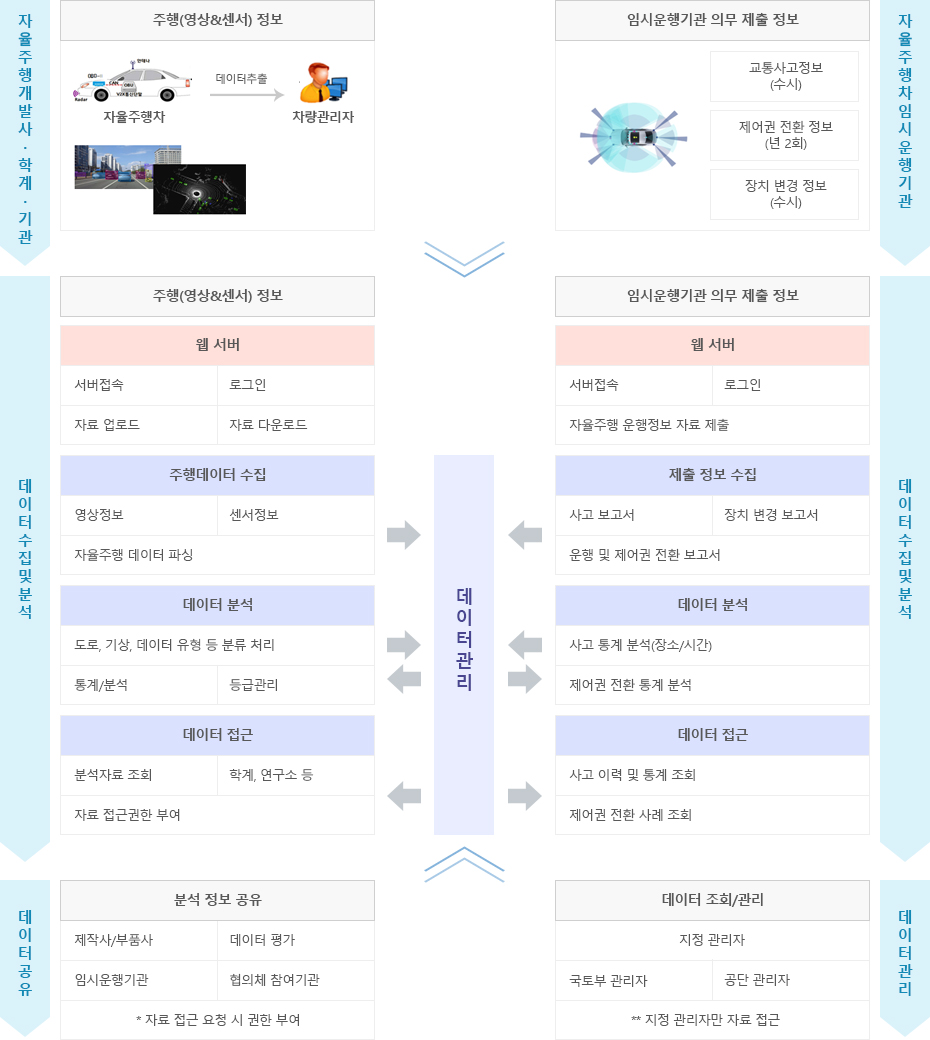 자율주행개발사·학계·기관
주행(영상&센서) 정보
안테나
CAN
OBU
V2X통신단말
Radar
데이터추출
자율주행차
차량관리자
임시운행기관 의무 제출 정보
교통사고정보
(수시)
제어권 전환 정보
(년 2회)
장치 변경 정보
(수시)
자율주행차임시운행기관
데이터수집및분석
주행(영상&센서) 정보
웹 서버
서버접속
로그인
자료 업로드
자료 다운로드
주행데이터 수집
영상정보
센서정보
자율주행 데이터 파싱
데이터 분석
도로, 기상, 데이터 유형 등 분류 처리
통계/분석
등급관리
데이터 접근
분석자료 조회
학계, 연구소 등
자료 접근권한 부여
데이터관리
임시운행기관 의무 제출 정보
웹 서버
서버접속
로그인
자율주행 운행정보 자료 제출
제출 정보 수집
사고 보고서
장치 변경 보고서
운행 및 제어권 전환 보고서
데이터 분석
사고 통계 분석(장소/시간)
제어권 전환 통계 분석
데이터 접근
사고 이력 및 통계 조회
제어권 전환 사례 조회
데이터수집및분석
데이터공유
분석 정보 공유
제작사/부품사
데이터 평가
임시운행기관
협의체 참여기관
* 자료 접근 요청 시 권한 부여
데이터 조회/관리
지정 관리자
국토부 관리자
공단 관리자
** 지정 관리자만 자료 접근
데이터관리